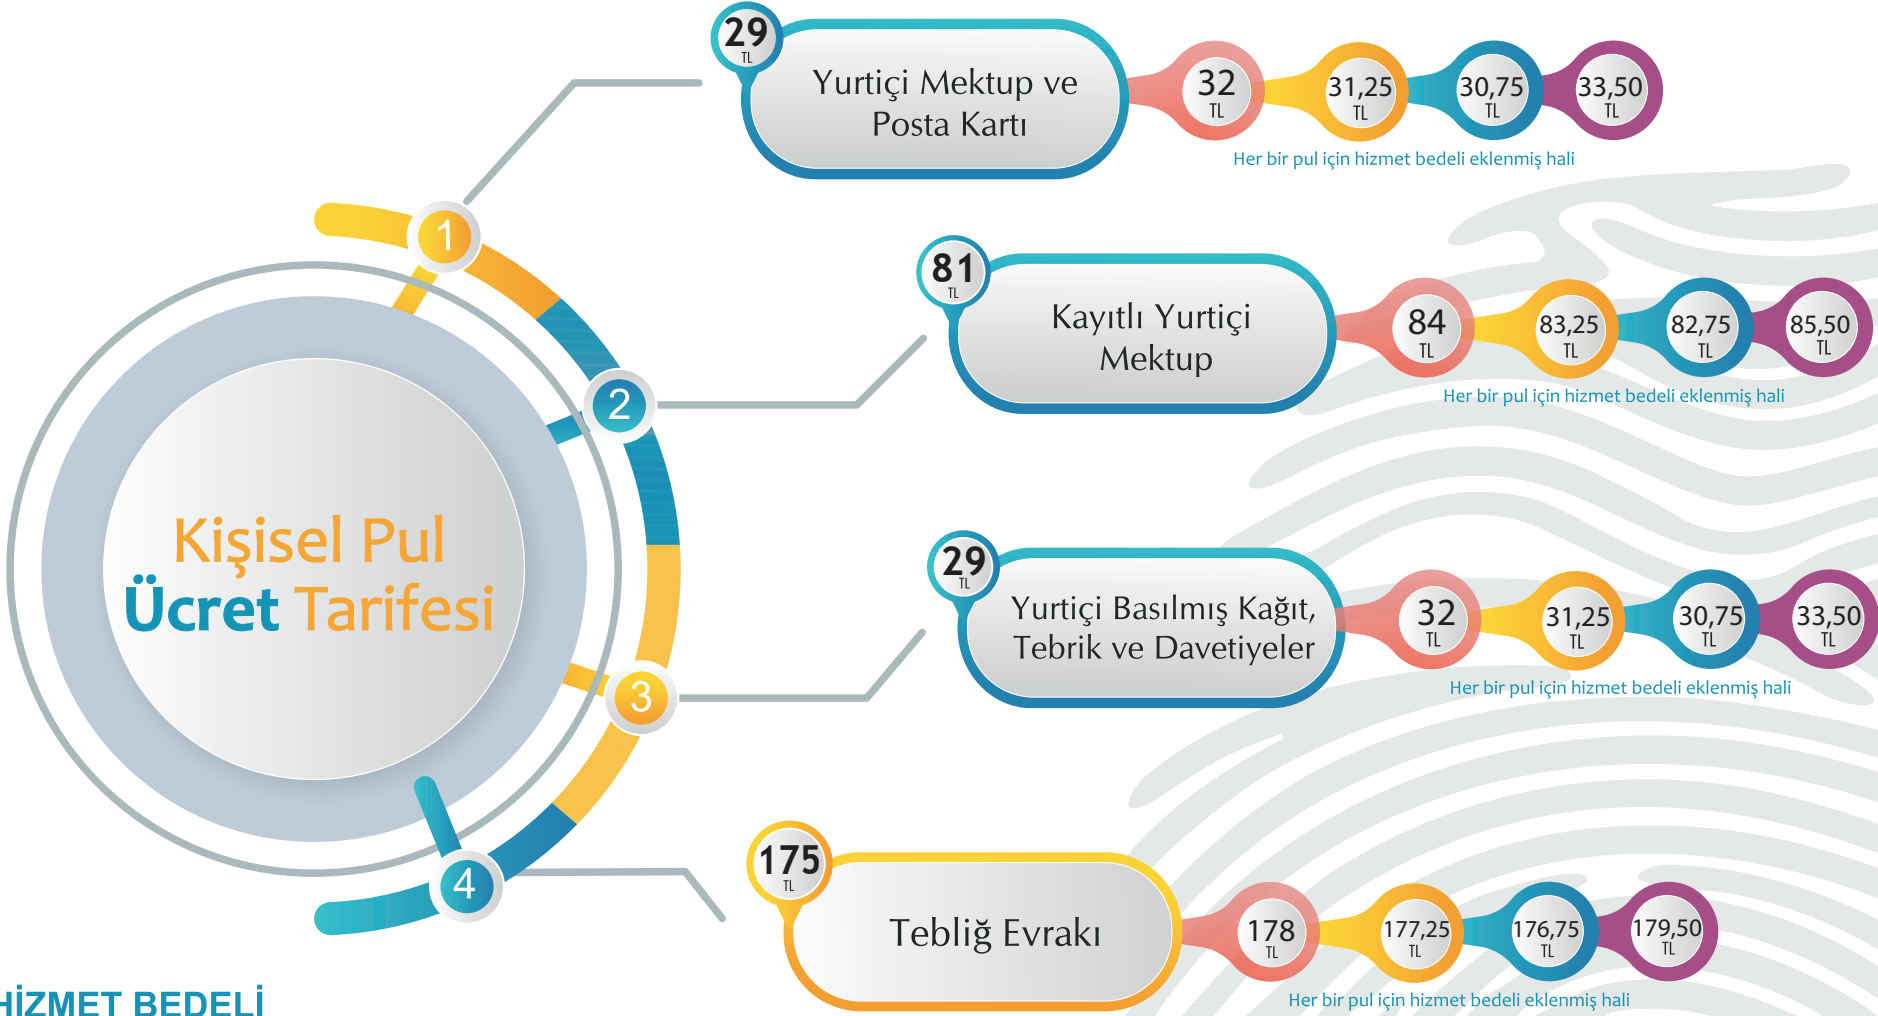 29
TL
Yurtiçi Mektup ve
Posta Kartı
32
TL
31,25
TL
30,75
TL
33,50
TL
Her bir pul için hizmet bedeli eklenmiş hali
1
81
TL
Kayıtlı Yurtiçi
Mektup
84
TL
83,25
TL
82,75
TL
85,50
TL
Her bir pul için hizmet bedeli eklenmiş hali
2
Kişisel Pul
Ücret Tarifesi
29
TL
Yurtiçi Basılmış Kağıt,
Tebrik ve Davetiyeler
32
TL
31,25
TL
30,75
TL
33,50
TL
Her bir pul için hizmet bedeli eklenmiş hali
3
175
TL
Tebliğ Evrakı
178
TL
177,25
TL
176,75
TL
179,50
TL
Her bir pul için hizmet bedeli eklenmiş hali
4
HİZMET BEDELİ